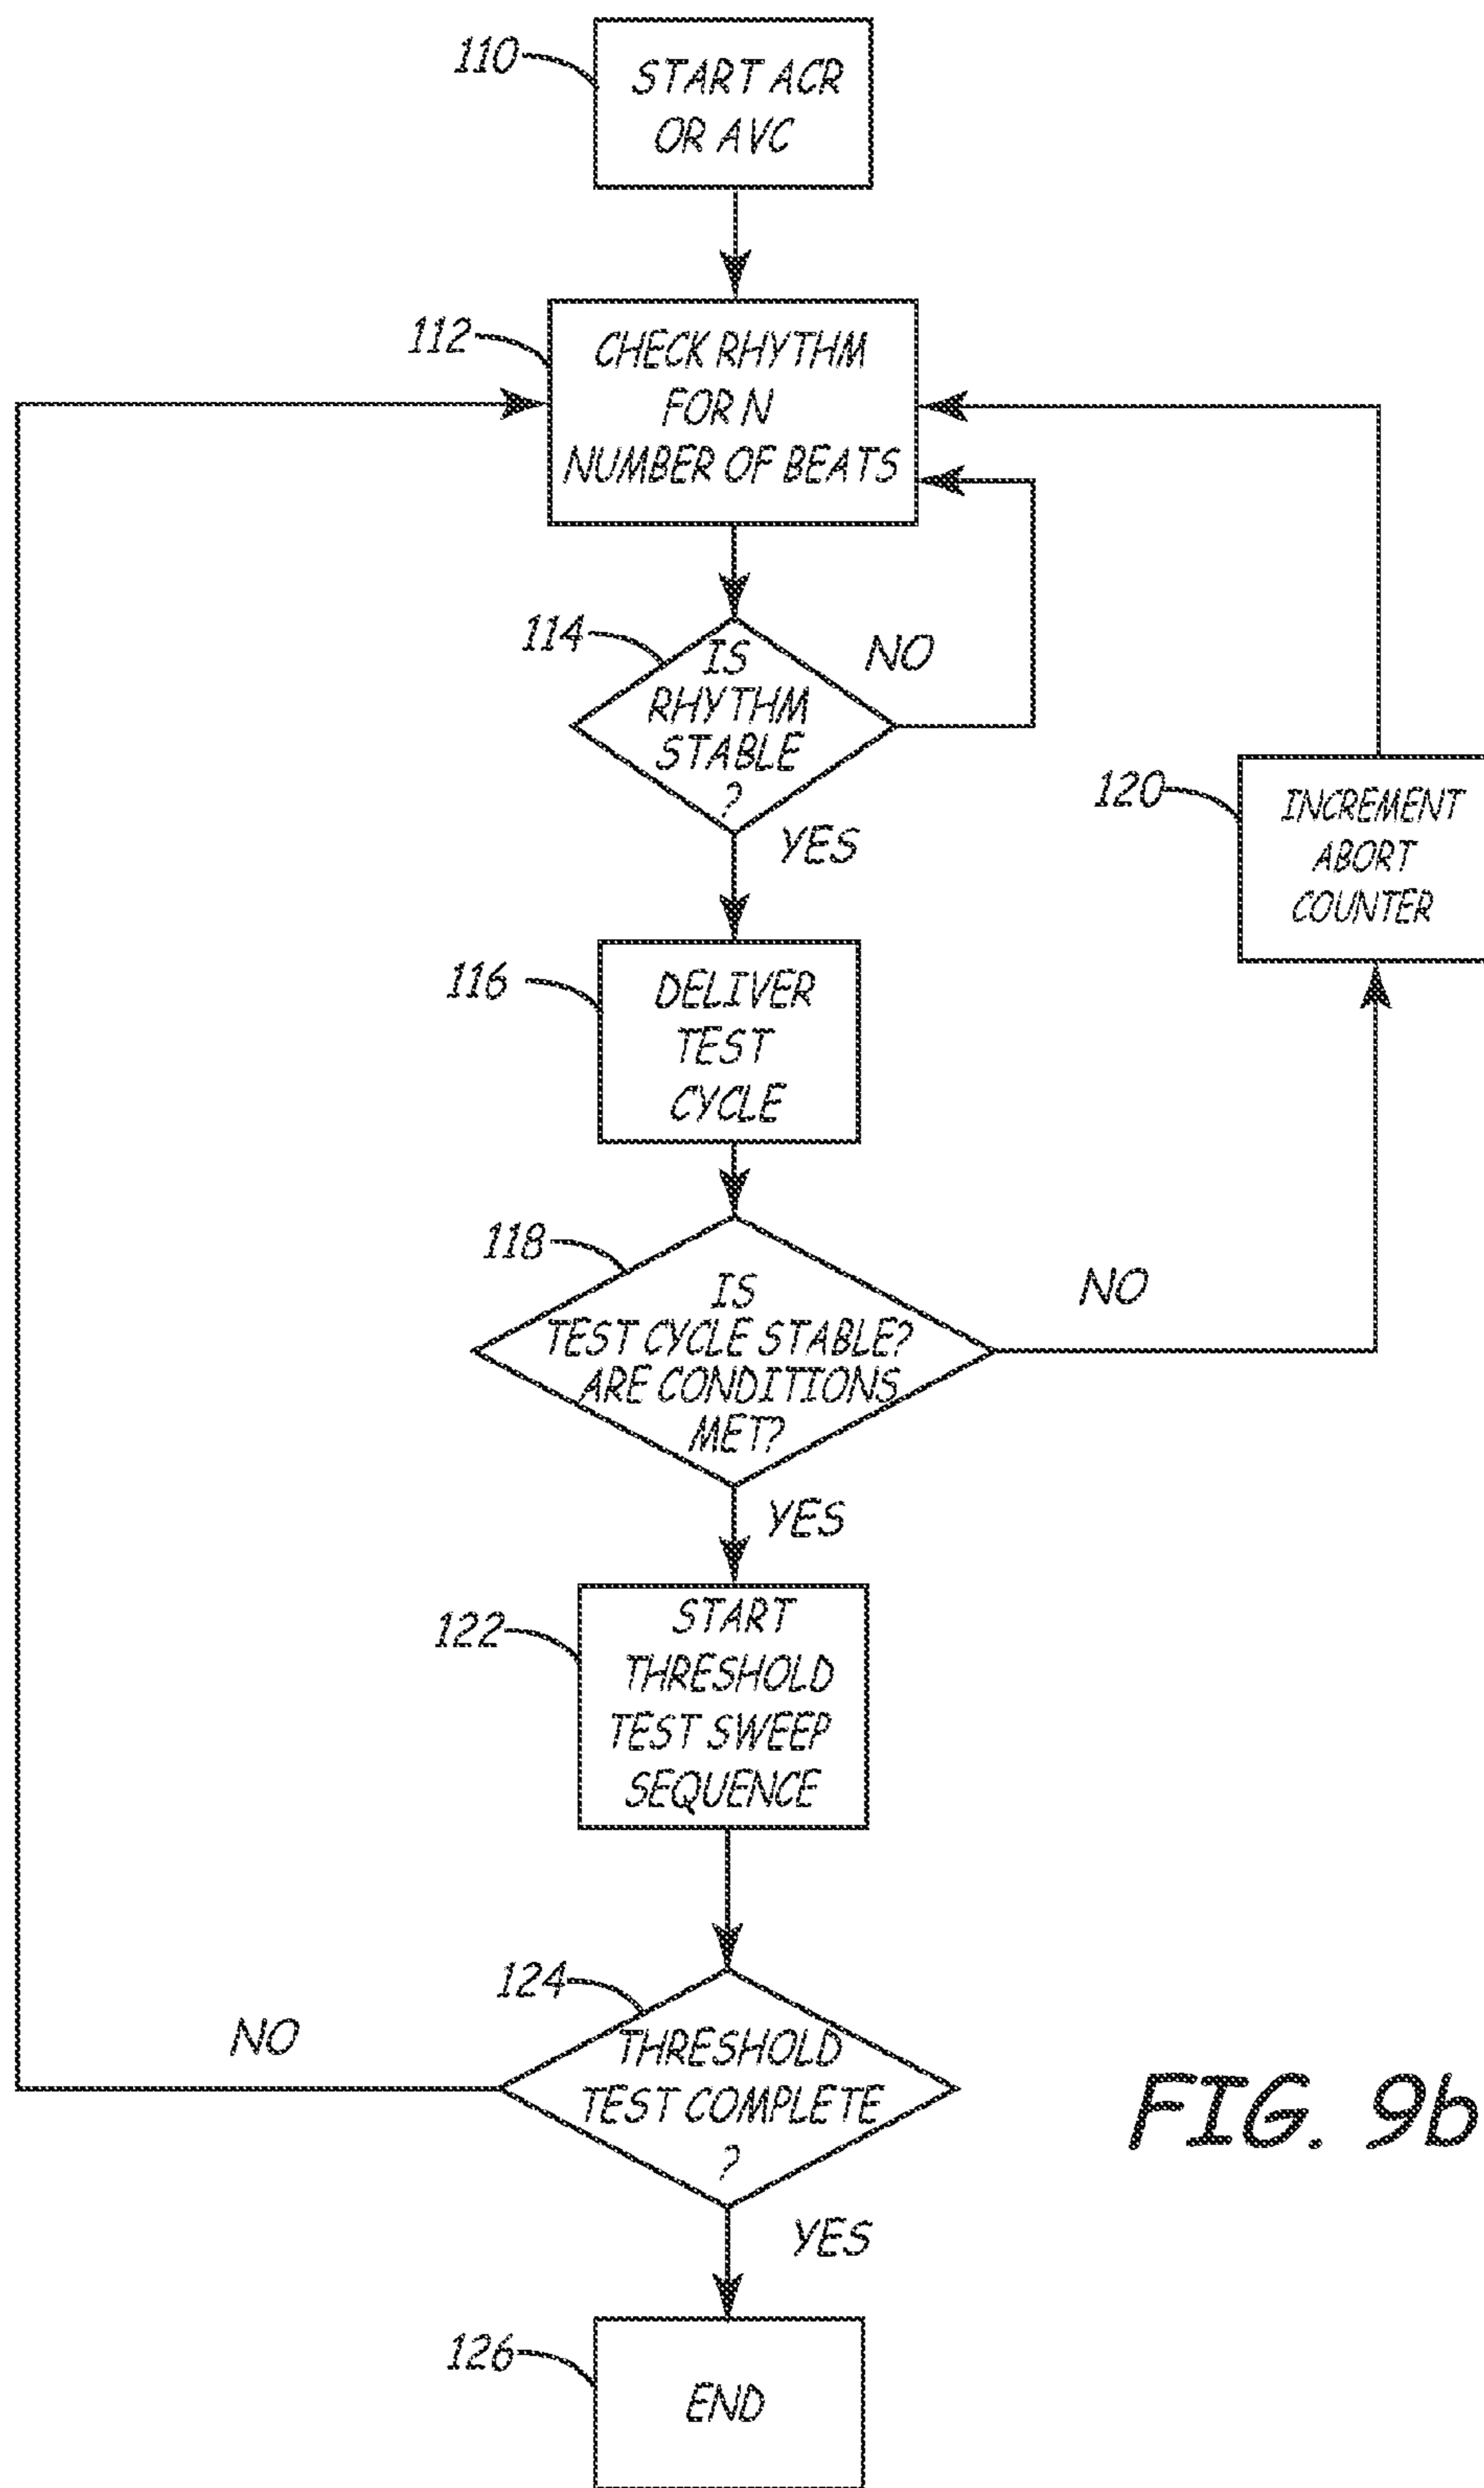 110
START ACR
OR AVC
112
CHECK RHYTHM
FOR N
NUMBER OF BEATS
114
IS
RHYTHM
STABLE
?
NO
YES
120
INCREMENT
ABORT
COUNTER
116
DELIVER
TEST
CYCLE
118
IS
TEST CYCLE STABLE?
ARE CONDITIONS
MET?
NO
YES
122
START
THRESHOLD
TEST SWEEP
SEQUENCE
124
THRESHOLD
TEST COMPLETE
?
NO
YES
126
END
FIG. 9b